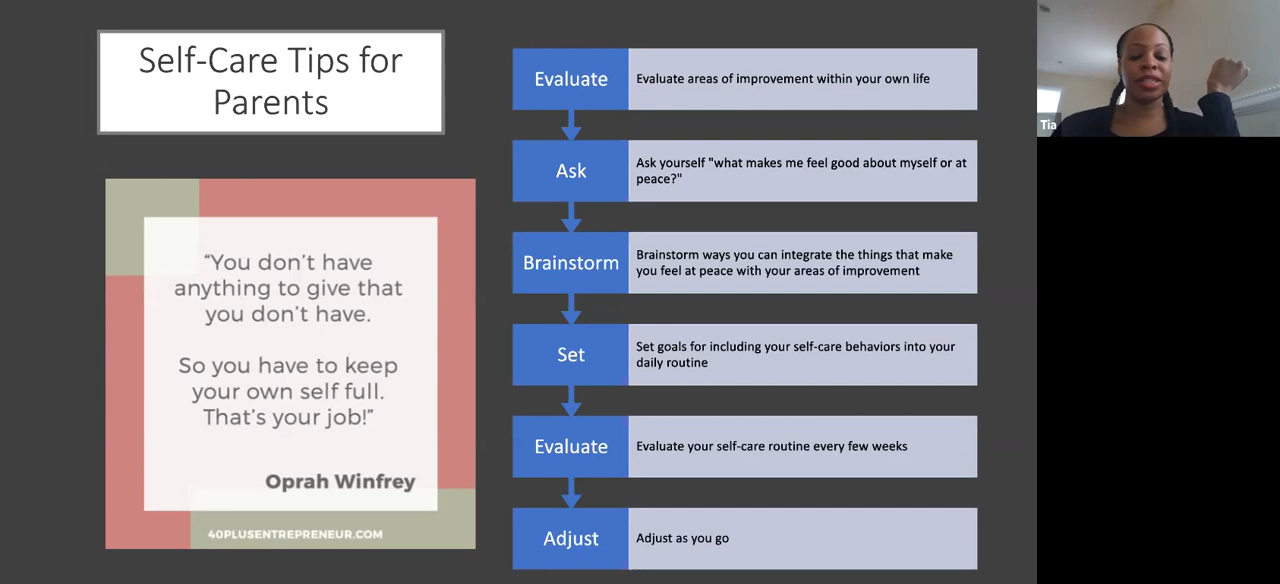 Self-Care Tips for
Parents
“You don’t have
anything to give that
you don’t have.
So you have to keep
your own self full.
That’s your job!”
Oprah Winfrey
40PLUSENTREPRENEUR.COM
Evaluate
Evaluate areas of improvement within your own life
Ask
Ask yourself "what makes me feel good about myself or at
peace?"
Brainstorm
Brainstorm ways you can integrate the things that make
you feel at peace with your areas of improvement
Set
Set goals for including your self-care behaviors into your
daily routine
Evaluate
Evaluate your self-care routine every few weeks
Adjust
Adjust as you go
Tia